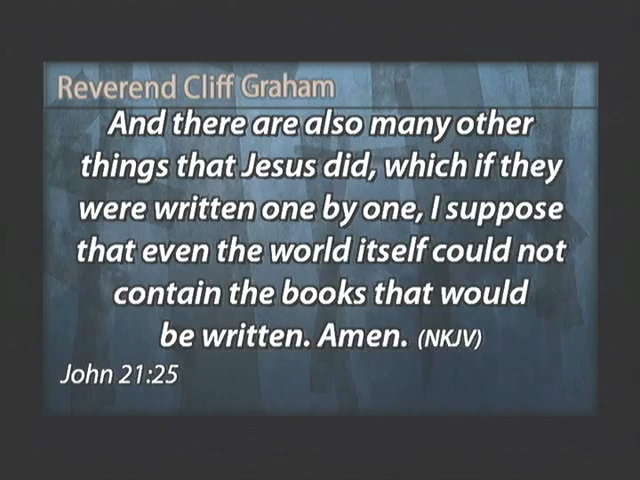 Reverend Cliff Graham
And there are also many other
things that Jesus did, which if they
were written one by one, I suppose
that even the world itself could not
contain the books that would
be written. Amen. (NKJV)
John 21:25